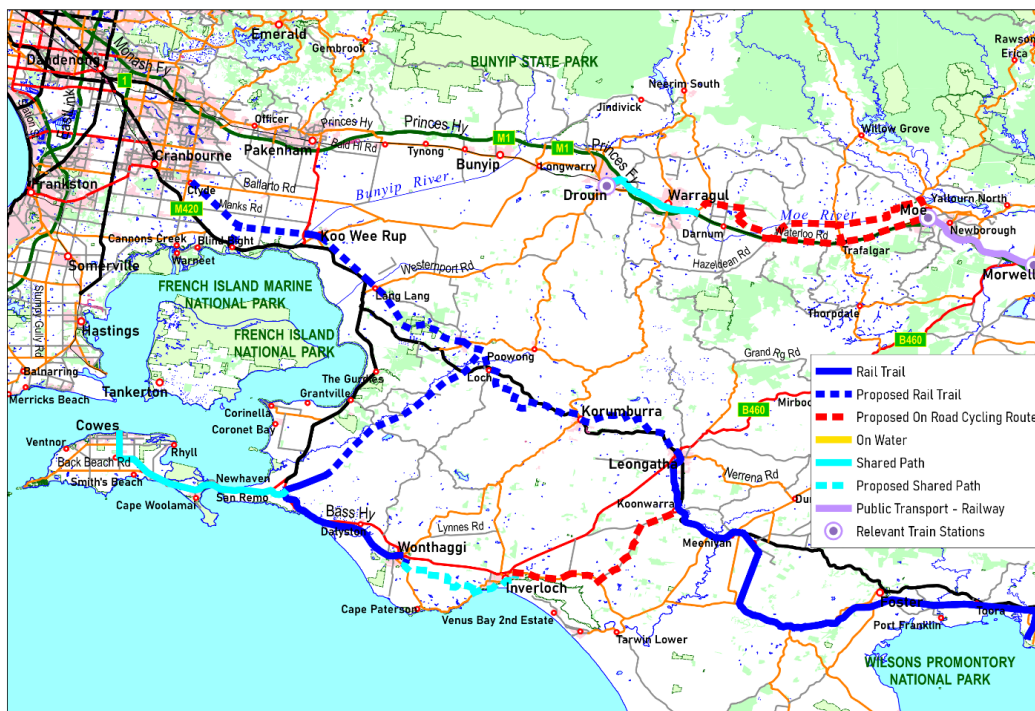 Emerald
Gembrook
Rawson
Erica
Dandenong
Monash Fy
BUNYIP STATE PARK
Neerim South
1
Jindivick
Officer
Princes Hy
Princes Hy
M1
M1
Princes Fy
Willow Grove
Pakenham
Bald Hl Rd
Tynong
Bunyip
Longwarry
Cranbourne
Frankston
Ballarto Rd
Bunyip River
Drouin
Warragul
Clyde
Manks Rd
M420
Moe River
Moe
Yallourn North
Newborough
Koo Wee Rup
Darnum
Waterloo Rd
Trafalgar
Cannons Creek
Blind Bight
Warneet
Somerville
Westernport Rd
Hazeldean Rd
Morwell
FRENCH ISLAND MARINE
NATIONAL PARK
Lang Lang
Thorpdale
Hastings
FRENCH ISLAND
NATIONAL PARK
B460
Poowong
Loch
Grand Rg Rd
Balnarring
Tankerton
The Gurdies
Merricks Beach
Grantville
Corinella
Coronet Bay
Korumburra
B460
Mirboo
Cowes
Ventnor
Rhyll
Back Beach Rd
Smith's Beach
Newhaven
San Remo
Cape Woolamai
Leongatha
Nerrena Rd
Koonwarra
Bass Hy
Dalyston
Lynnes Rd
Meeniyan
Wonthaggi
Inverloch
Cape Paterson
Venus Bay 2nd Estate
Tarwin Lower
Foster
Toora
Port Franklin
WILSONS PROMONTORY
NATIONAL PARK
Rail Trail
Proposed Rail Trail
Proposed On Road Cycling Route
On Water
Shared Path
Proposed Shared Path
Public Transport - Railway
Relevant Train Stations